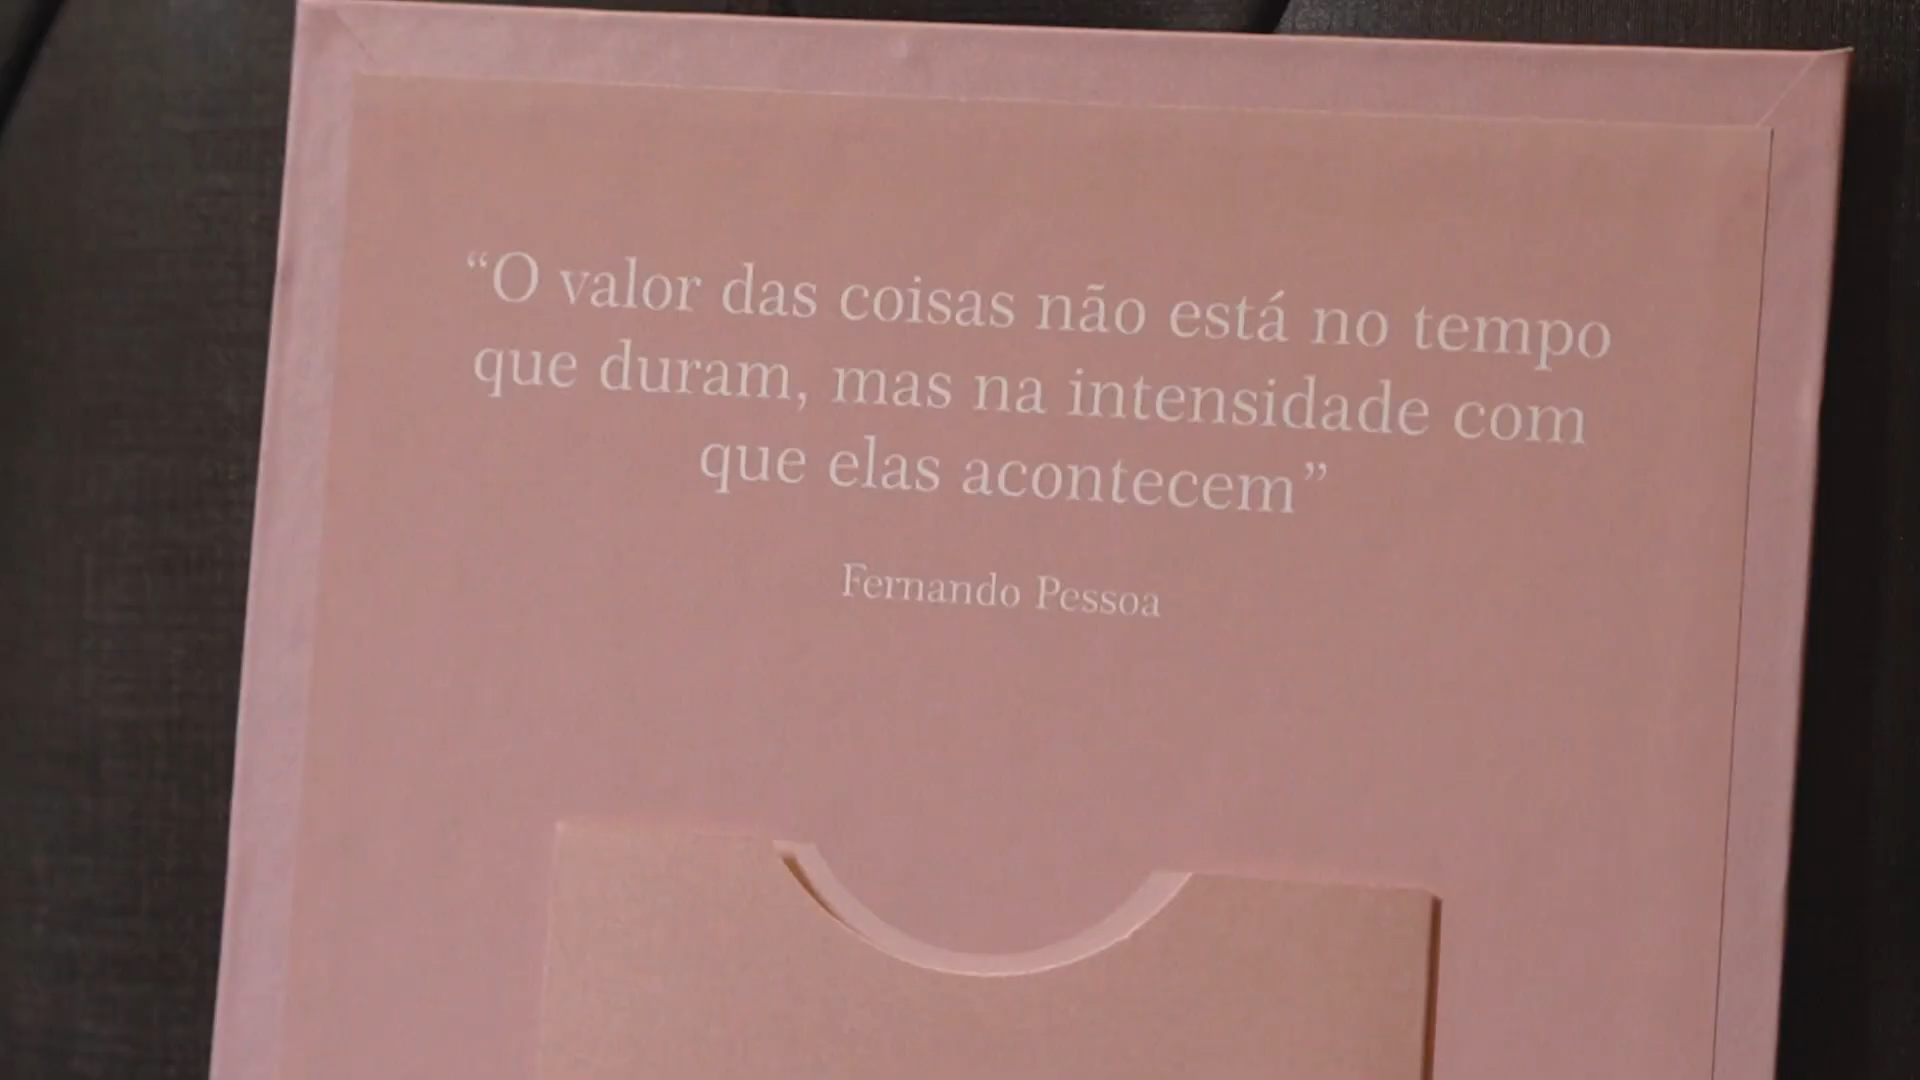 “O valor das coisas não está no tempo
que duram, mas na intensidade com
que elas acontecem”
Fernando Pessoa